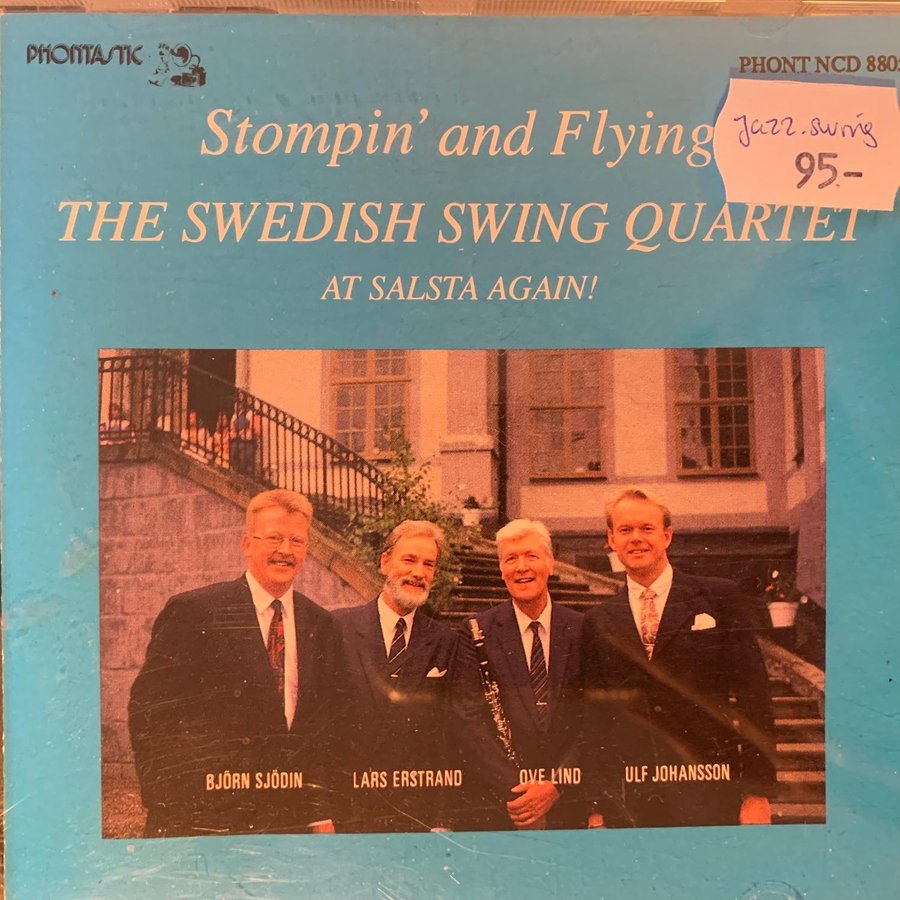 PHONTASTIC
PHONT NCD 880
Stompin' and Flying
Jazz.swing
95.-
THE SWEDISH SWING QUARTET
AT SALSTA AGAIN!
BJÖRN SJÖDIN LARS ERSTRAND OVE LIND ULF JOHANSSON